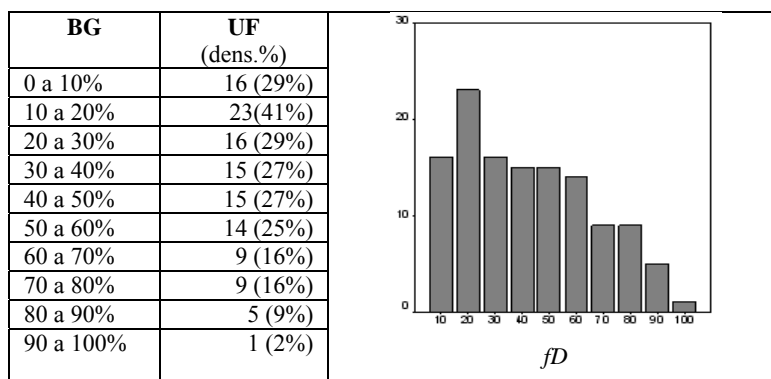 BG UF
(dens.%)
0 a 10% 16 (29%)
10 a 20% 23(41%)
20 a 30% 16 (29%)
30 a 40% 15 (27%)
40 a 50% 15 (27%)
50 a 60% 14 (25%)
60 a 70% 9 (16%)
70 a 80% 9 (16%)
80 a 90% 5 (9%)
90 a 100% 1 (2%)
30
20
10
0
10 20 30 40 50 60 70 80 90 100
fD